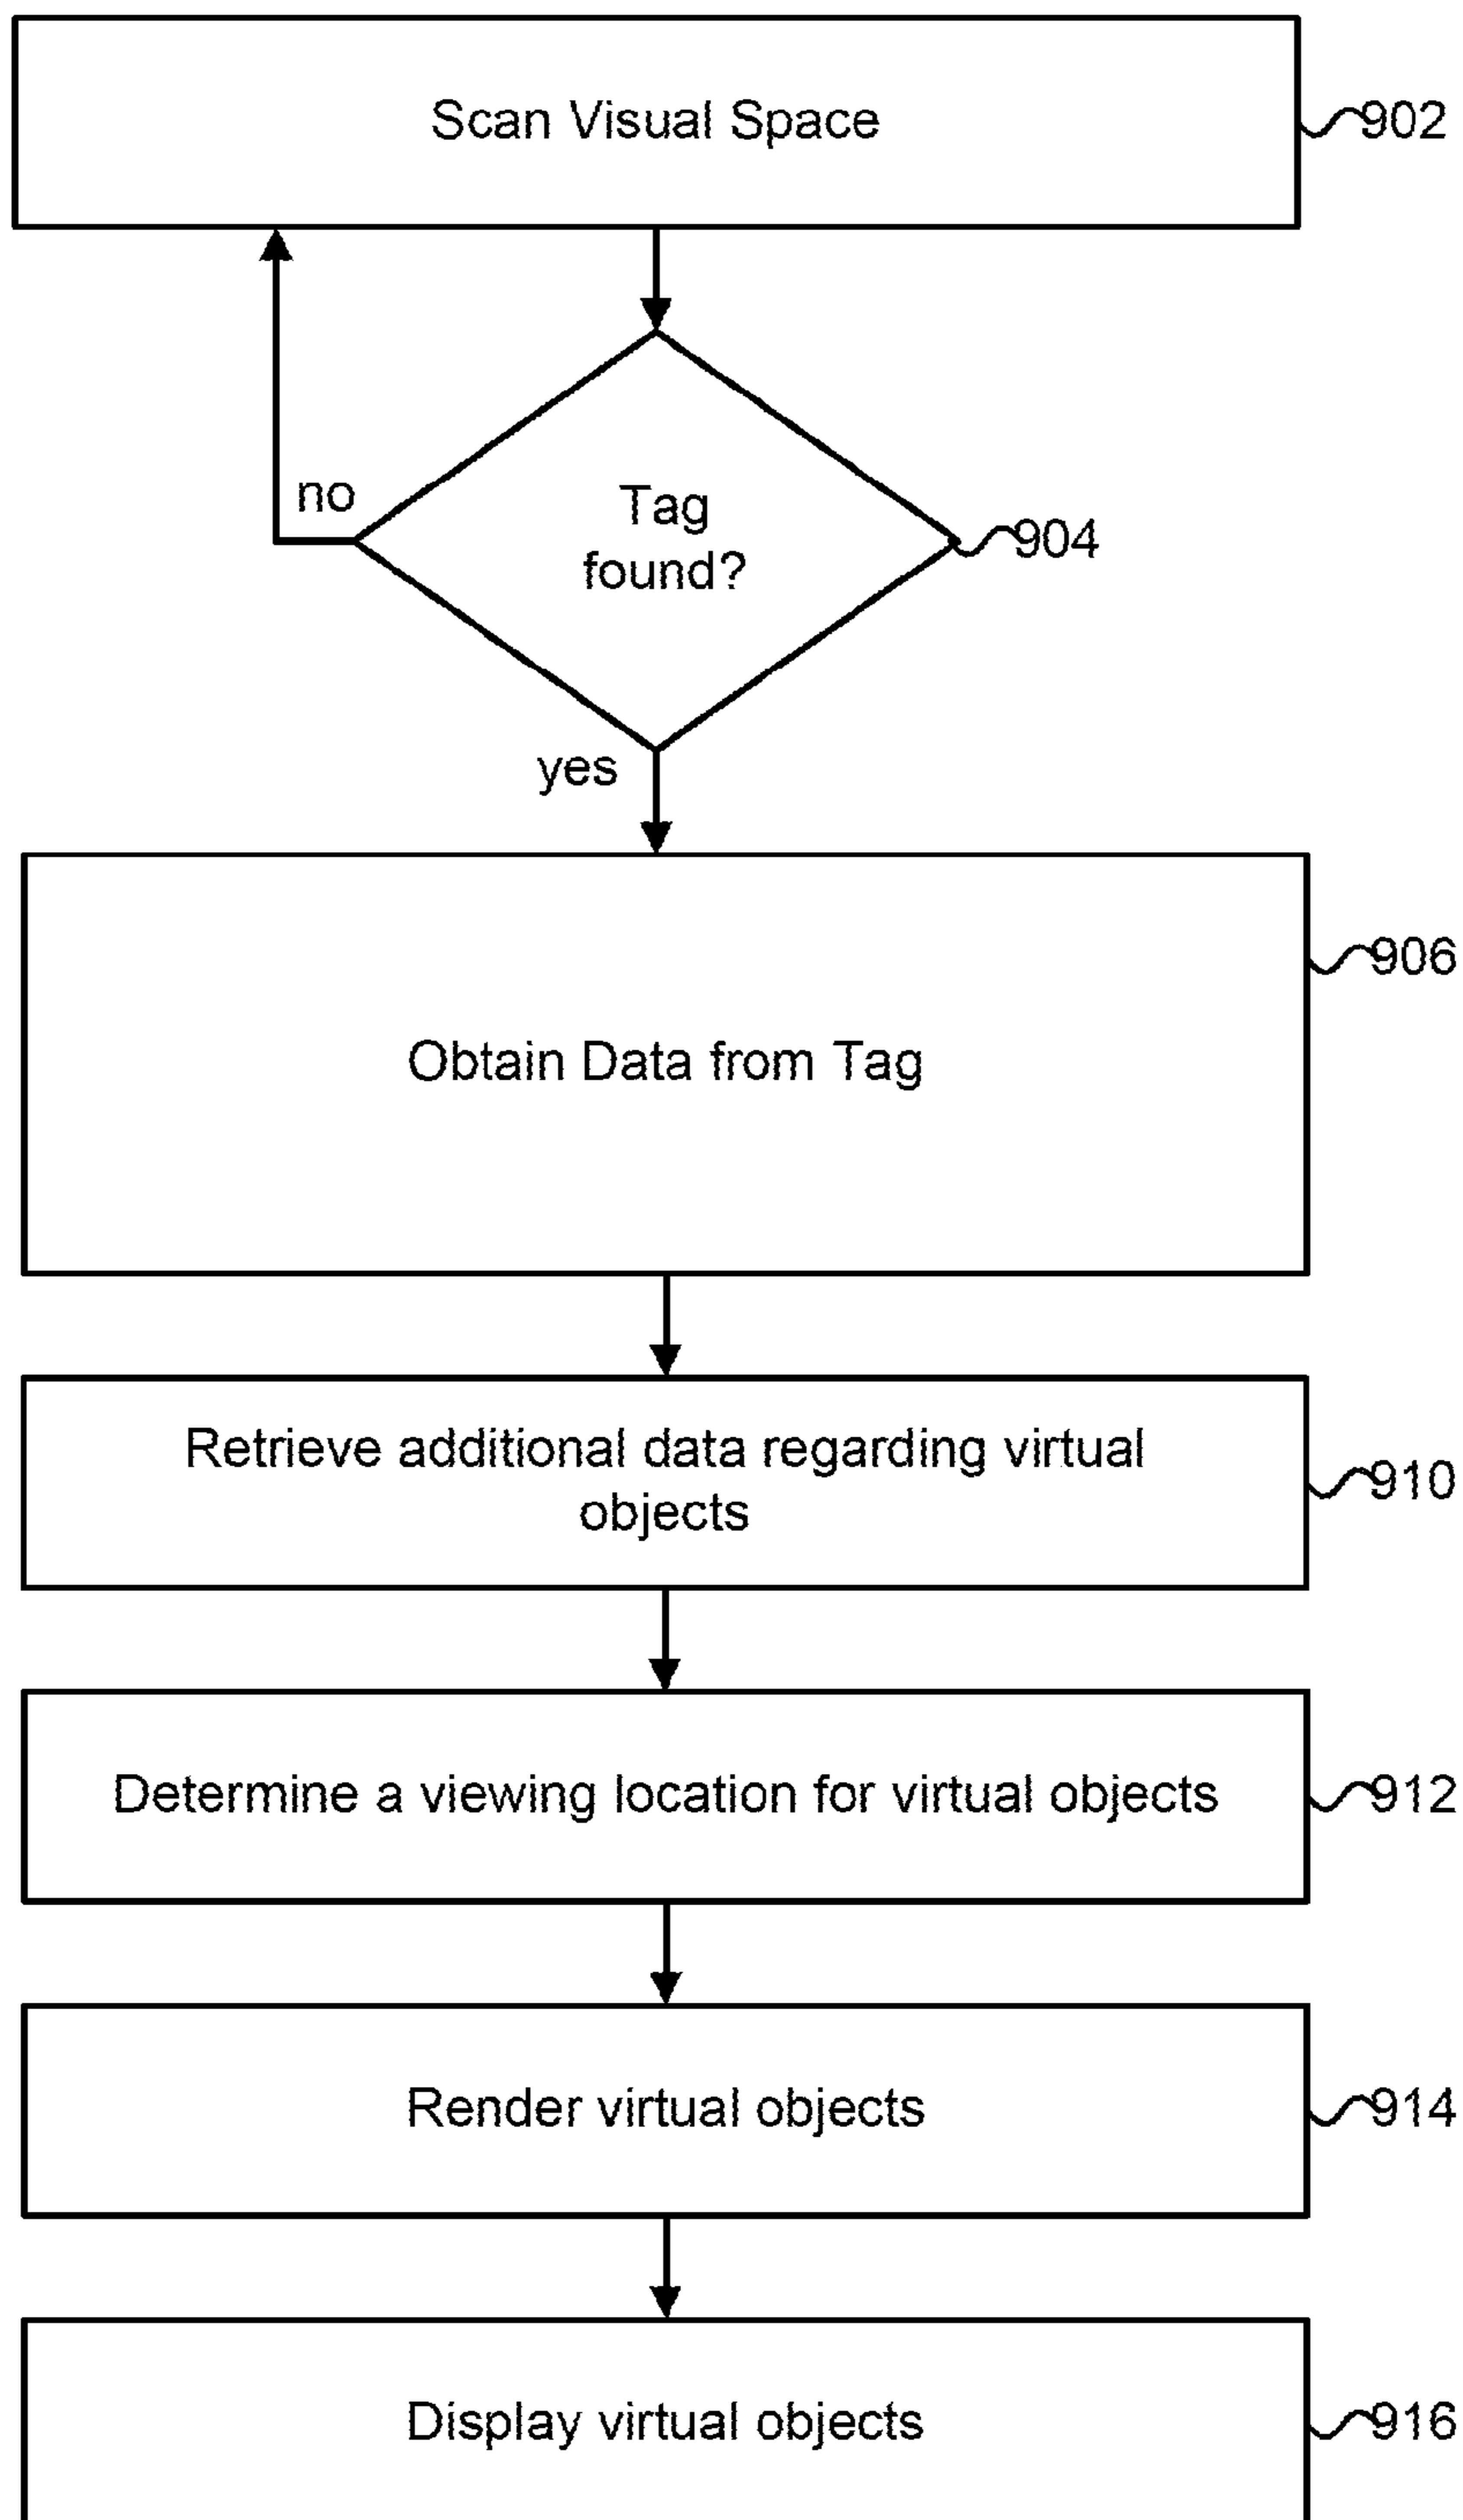 Scan Visual Space
902
no
Tag
found?
904
yes
906
Obtain Data from Tag
Retrieve additional data regarding virtual
objects
910
Determine a viewing location for virtual objects
912
Render virtual objects
914
Display virtual objects
916